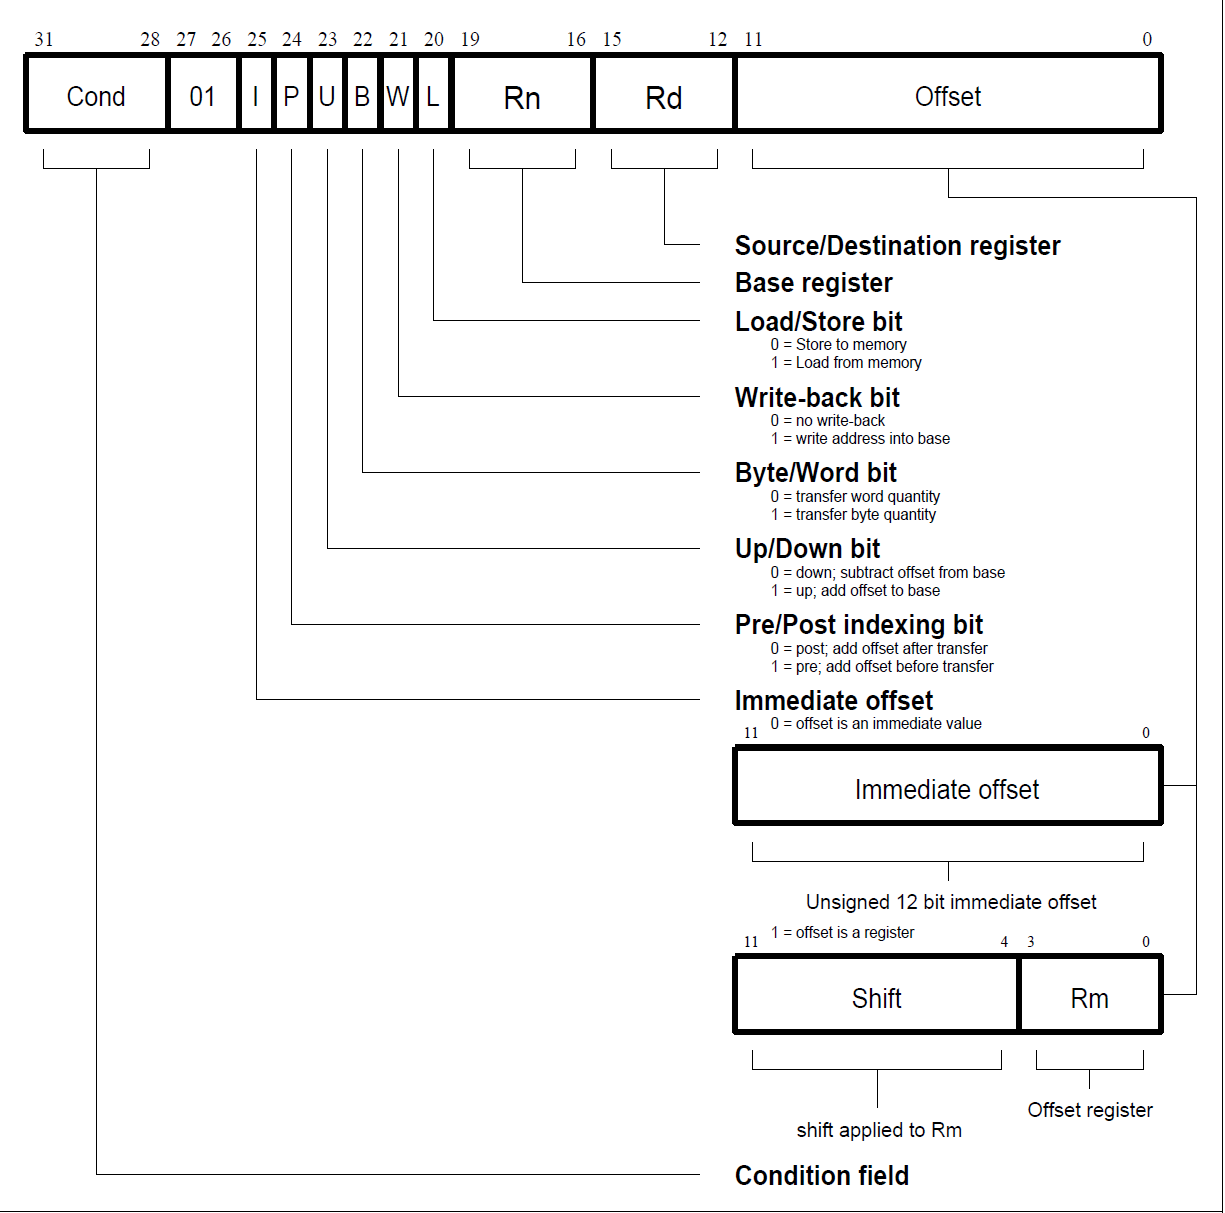 31 28 27 26 25 24 23 22 21 20 19 16 15 12 11 0
Cond 01 I P U B W L Rn Rd Offset
Source/Destination register
Base register
Load/Store bit
0 = Store to memory
1 = Load from memory
Write-back bit
0 = no write-back
1 = write address into base
Byte/Word bit
0 = transfer word quantity
1 = transfer byte quantity
Up/Down bit
0 = down; subtract offset from base
1 = up; add offset to base
Pre/Post indexing bit
0 = post; add offset after transfer
1 = pre; add offset before transfer
Immediate offset
0 = offset is an immediate value
11 0
Immediate offset
Unsigned 12 bit immediate offset
1 = offset is a register
11 4 3 0
Shift Rm
Offset register
shift applied to Rm
Condition field